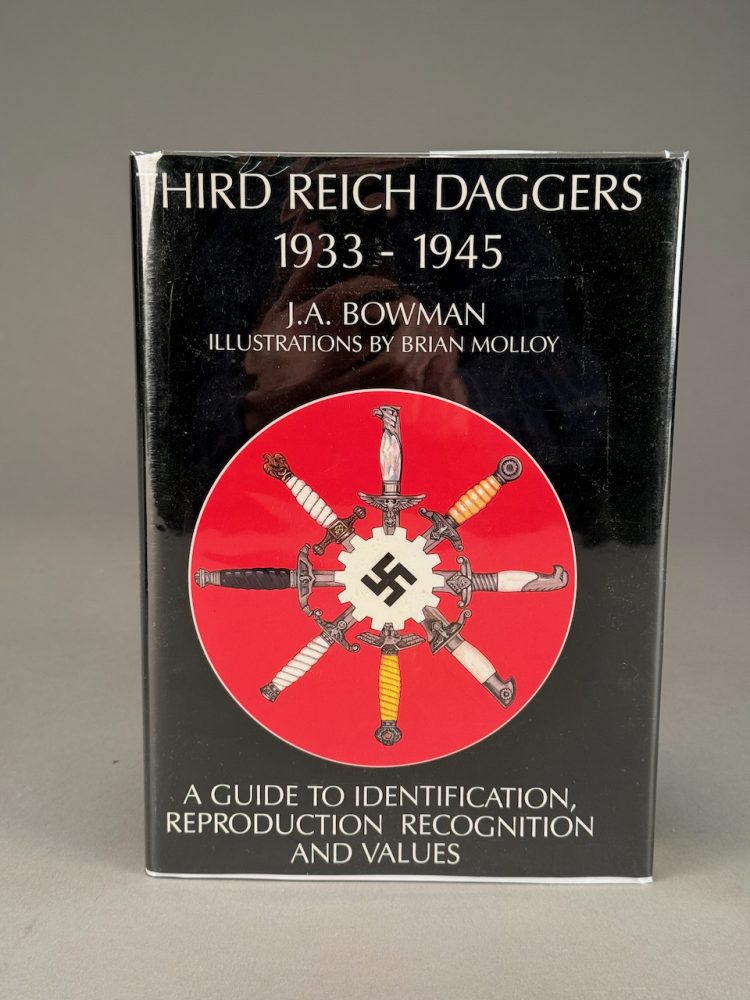 THIRD REICH DAGGERS
1933 - 1945
J.A. BOWMAN
ILLUSTRATIONS BY BRIAN MOLLOY
A GUIDE TO IDENTIFICATION,
REPRODUCTION RECOGNITION
AND VALUES